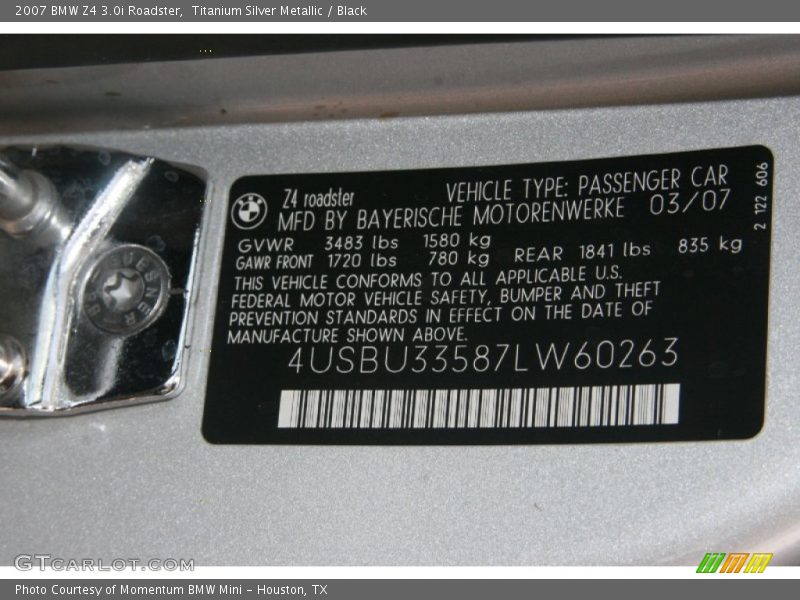 2007 BMW Z4 3.0i Roadster,  Titanium Silver Metallic / Black
Z4 roadster VEHICLE TYPE: PASSENGER CAR
MFD BY BAYERISCHE MOTORENWERKE 03/07
GVWR 3483 lbs 1580 kg
GAWR FRONT 1720 lbs 780 kg REAR 1841 lbs 835 kg
THIS VEHICLE CONFORMS TO ALL APPLICABLE U.S.
FEDERAL MOTOR VEHICLE SAFETY, BUMPER AND THEFT
PREVENTION STANDARDS IN EFFECT ON THE DATE OF
MANUFACTURE SHOWN ABOVE.
4USBU33587LW60263
2 122 606
GTCARLOT.COM
Photo Courtesy of Momentum BMW Mini – Houston, TX